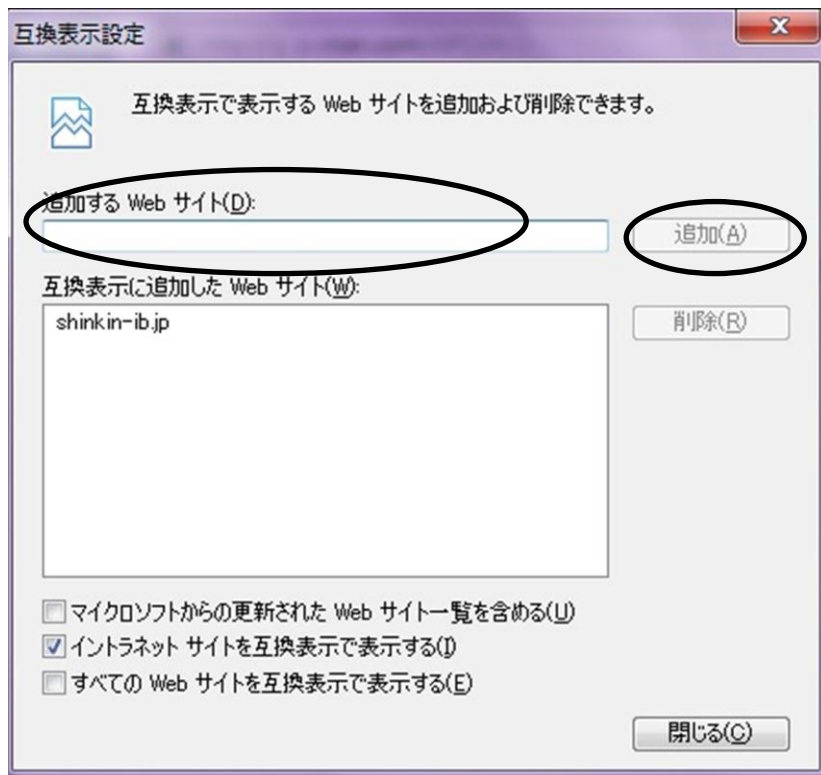 互換表示設定
互換表示で表示する Web サイトを追加および削除できます。
追加する Web サイト(D):
追加(A)
互換表示に追加した Web サイト(W):
shinkin-ib.jp
削除(R)
マイクロソフトからの更新された Web サイト一覧を含める(U)
イントラネット サイトを互換表示で表示する(I)
すべての Web サイトを互換表示で表示する(E)
閉じる(C)